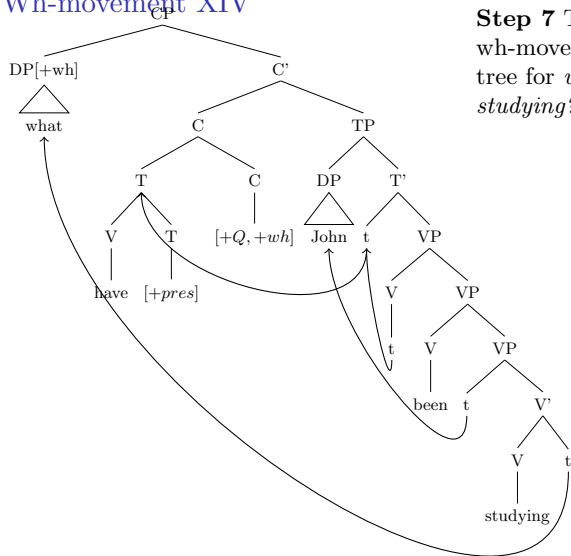 Wh-movement XIV
CP
Step 7 T
wh-move
tree for w
studying?
DP[+wh]
C'
what
C
TP
T
C
DP
T'
V
T
[+Q, +wh]
John
t
VP
have
[+pres]
V
VP
t
V
VP
been
t
V'
V
t
studying